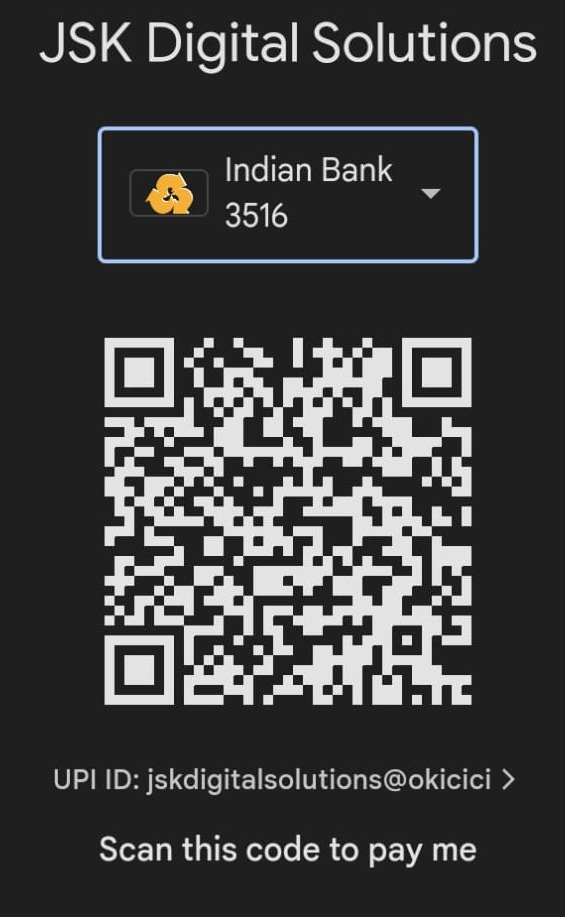 JSK Digital Solutions
Indian Bank
3516
UPI ID: jskdigitalsolutions@okicici >
Scan this code to pay me